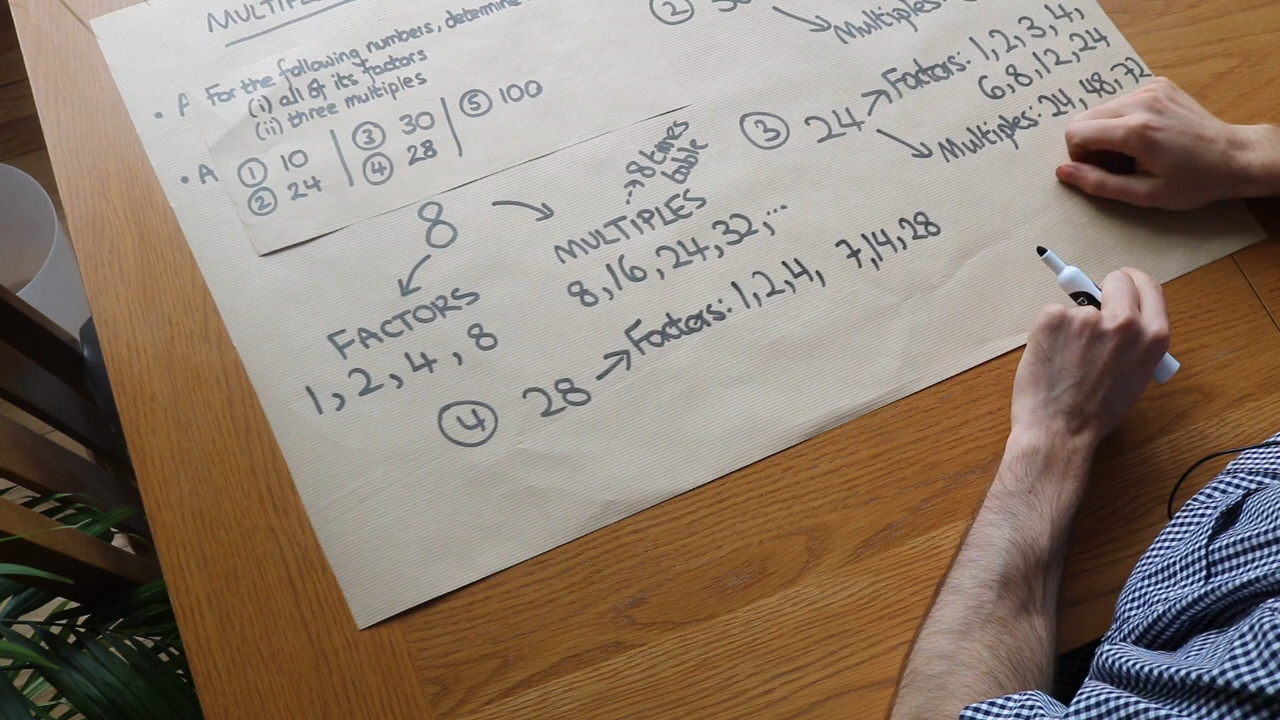 MULTIPLE
• A
• A
For the following numbers, determine
(i) all of its factors
(ii) three multiples
① 10
② 24
③ 30
④ 28
⑤ 100
8
FACTORS
1, 2, 4, 8
→ 8 times
table
MULTIPLES
8, 16, 24, 32, ...
②
Multiples:
③ 24 → Factors: 1, 2, 3, 4,
6, 8, 12, 24
Multiples: 24, 48, 72
④ 28 → Factors: 1, 2, 4, 7, 14, 28